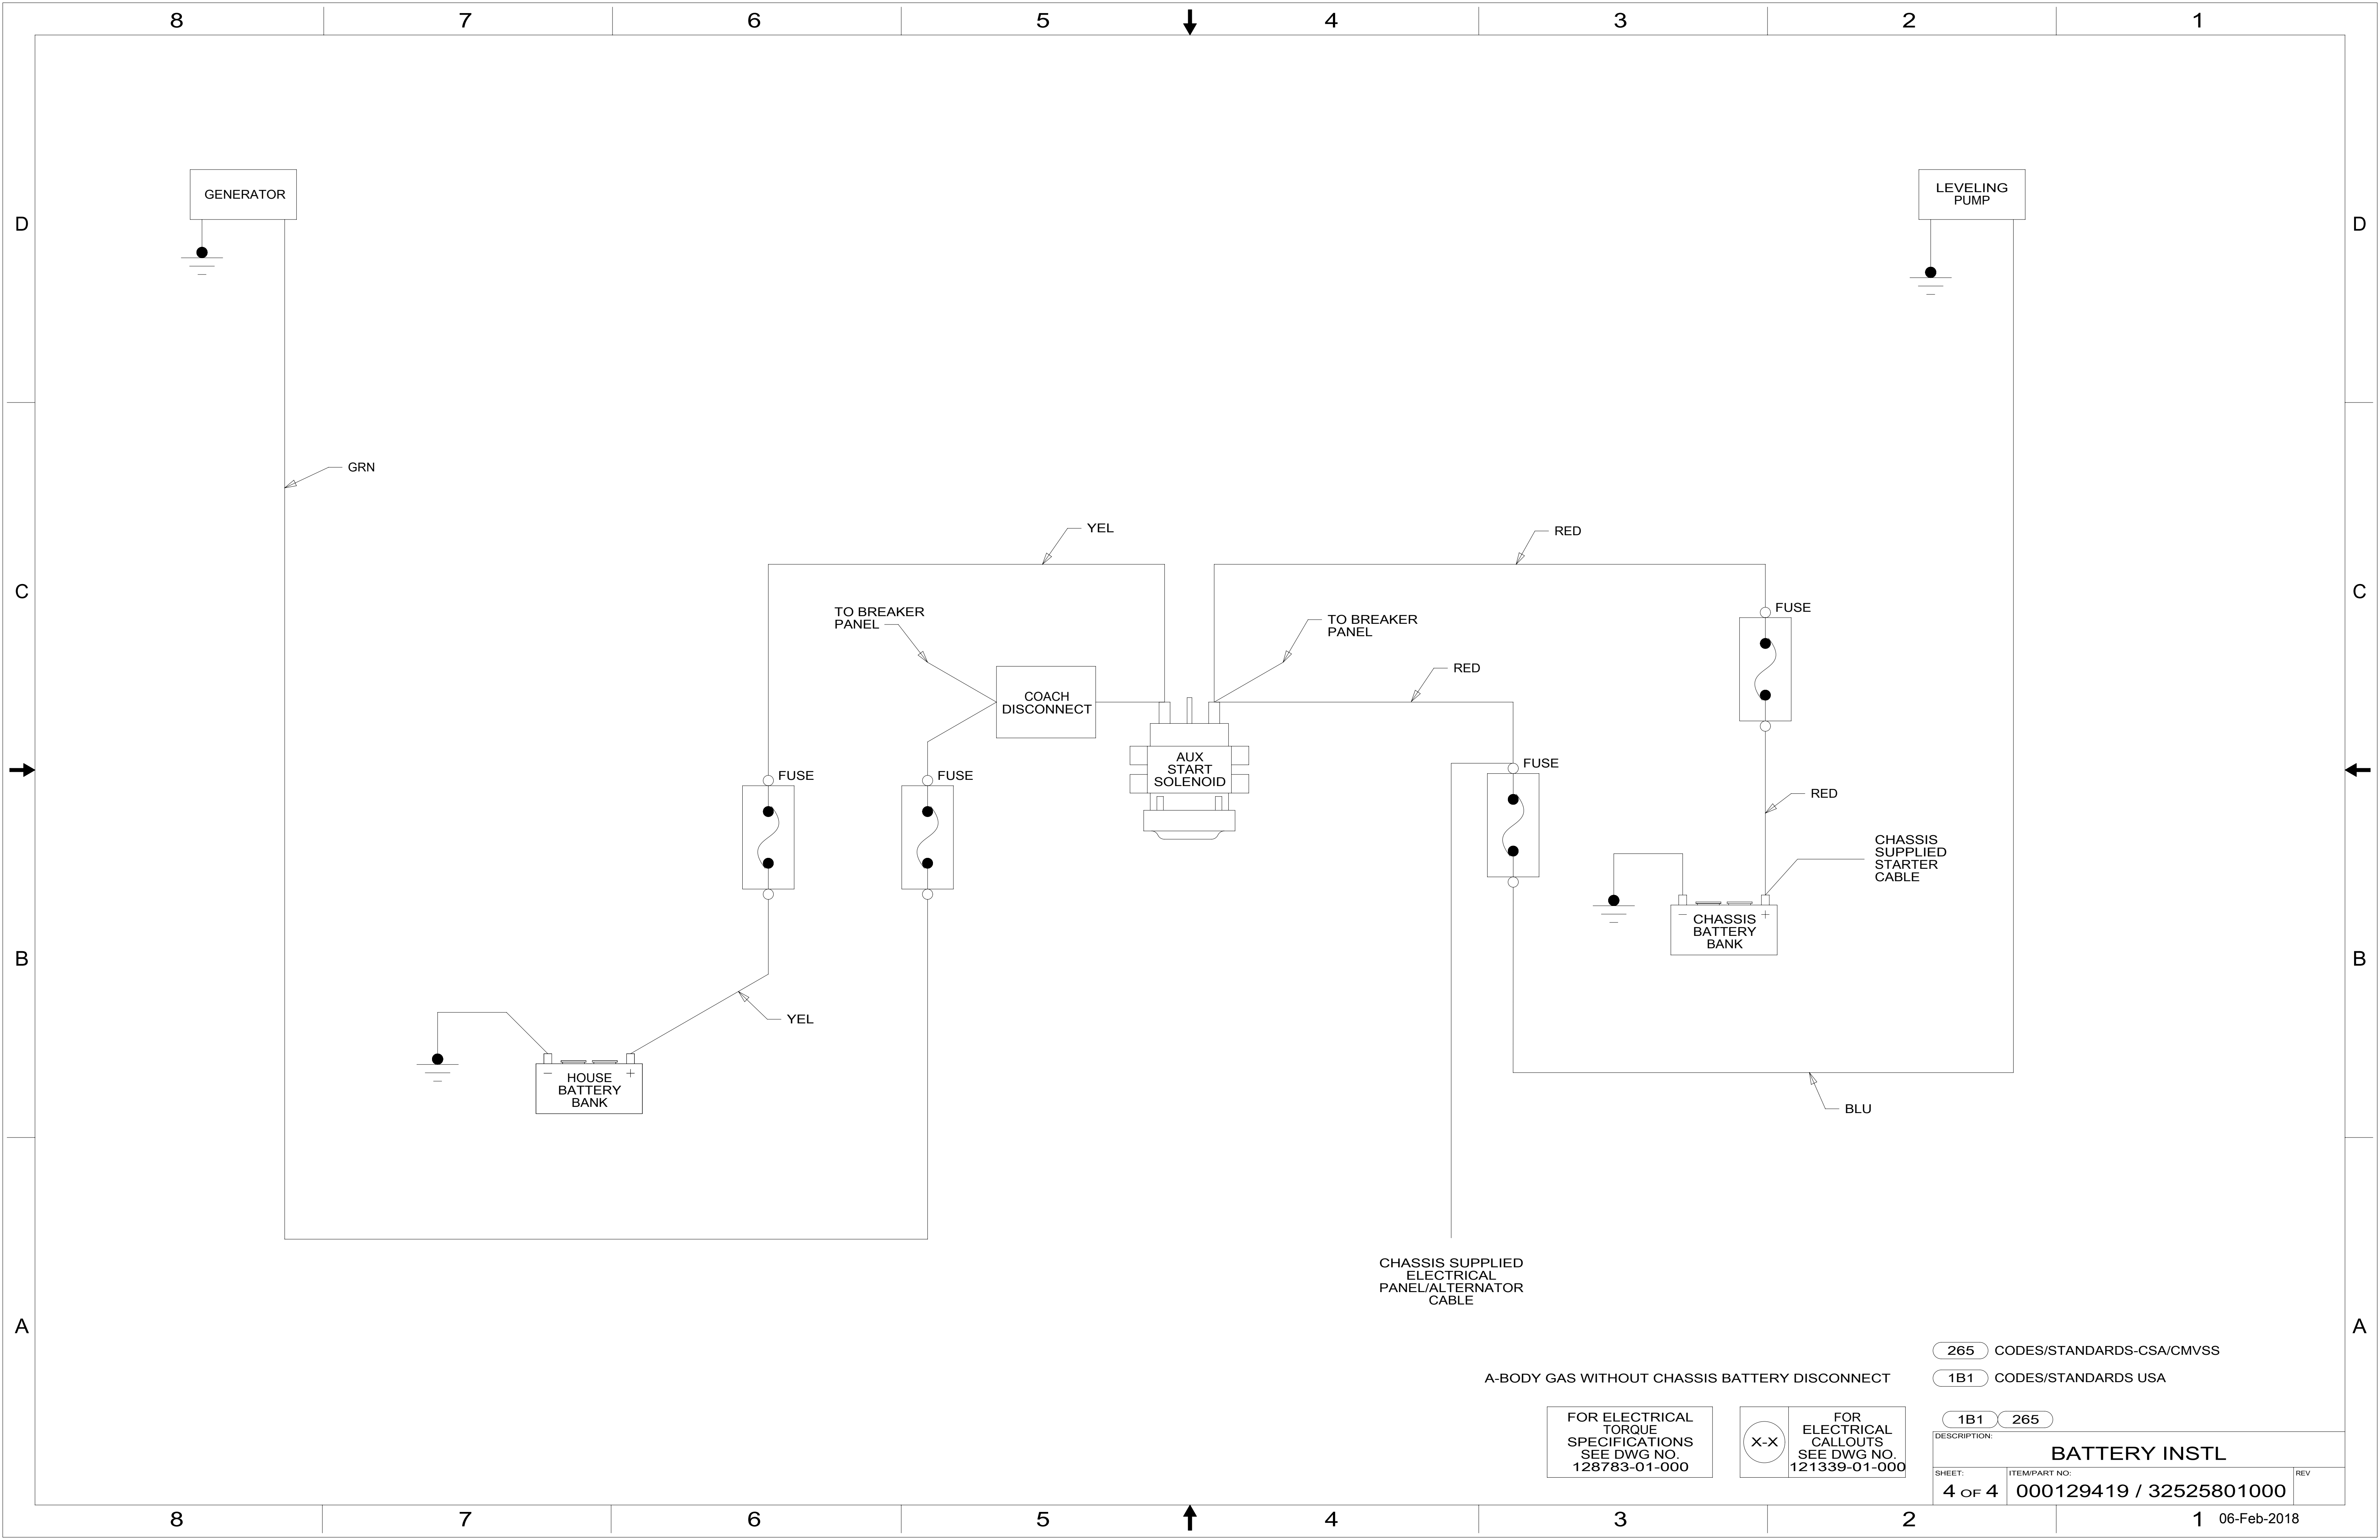 8 7 6 5 4 3 2 1
GENERATOR
LEVELING
PUMP
D
D
GRN
YEL
RED
C
C
TO BREAKER
PANEL
TO BREAKER
PANEL
FUSE
RED
COACH
DISCONNECT
AUX
START
SOLENOID
FUSE
FUSE
FUSE
RED
CHASSIS
SUPPLIED
STARTER
CABLE
- CHASSIS +
BATTERY
BANK
B
B
YEL
- HOUSE +
BATTERY
BANK
BLU
CHASSIS SUPPLIED
ELECTRICAL
PANEL/ALTERNATOR
CABLE
A
A
265 CODES/STANDARDS-CSA/CMVSS
A-BODY GAS WITHOUT CHASSIS BATTERY DISCONNECT
1B1 CODES/STANDARDS USA
FOR ELECTRICAL
TORQUE
SPECIFICATIONS
SEE DWG NO.
128783-01-000
X-X
FOR
ELECTRICAL
CALLOUTS
SEE DWG NO.
121339-01-000
1B1 265
DESCRIPTION:
BATTERY INSTL
SHEET:
4 OF 4
ITEM/PART NO:
000129419 / 32525801000
REV
8 7 6 5 4 3 2 1
06-Feb-2018